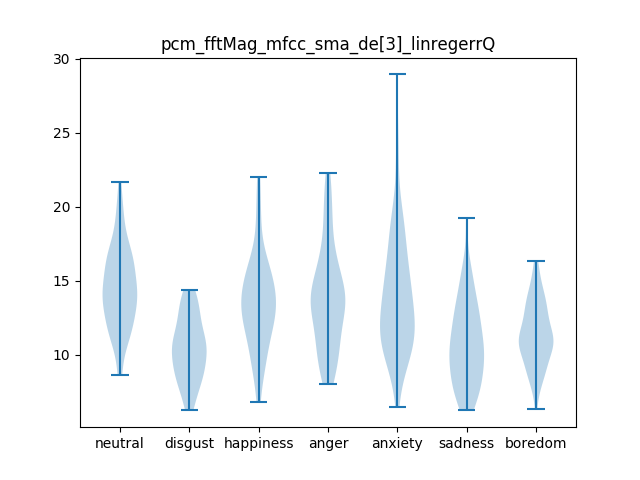 pcm_fftMag_mfcc_sma_de[3]_linregerrQ
30
25
20
15
10
neutral disgust happiness anger anxiety sadness boredom